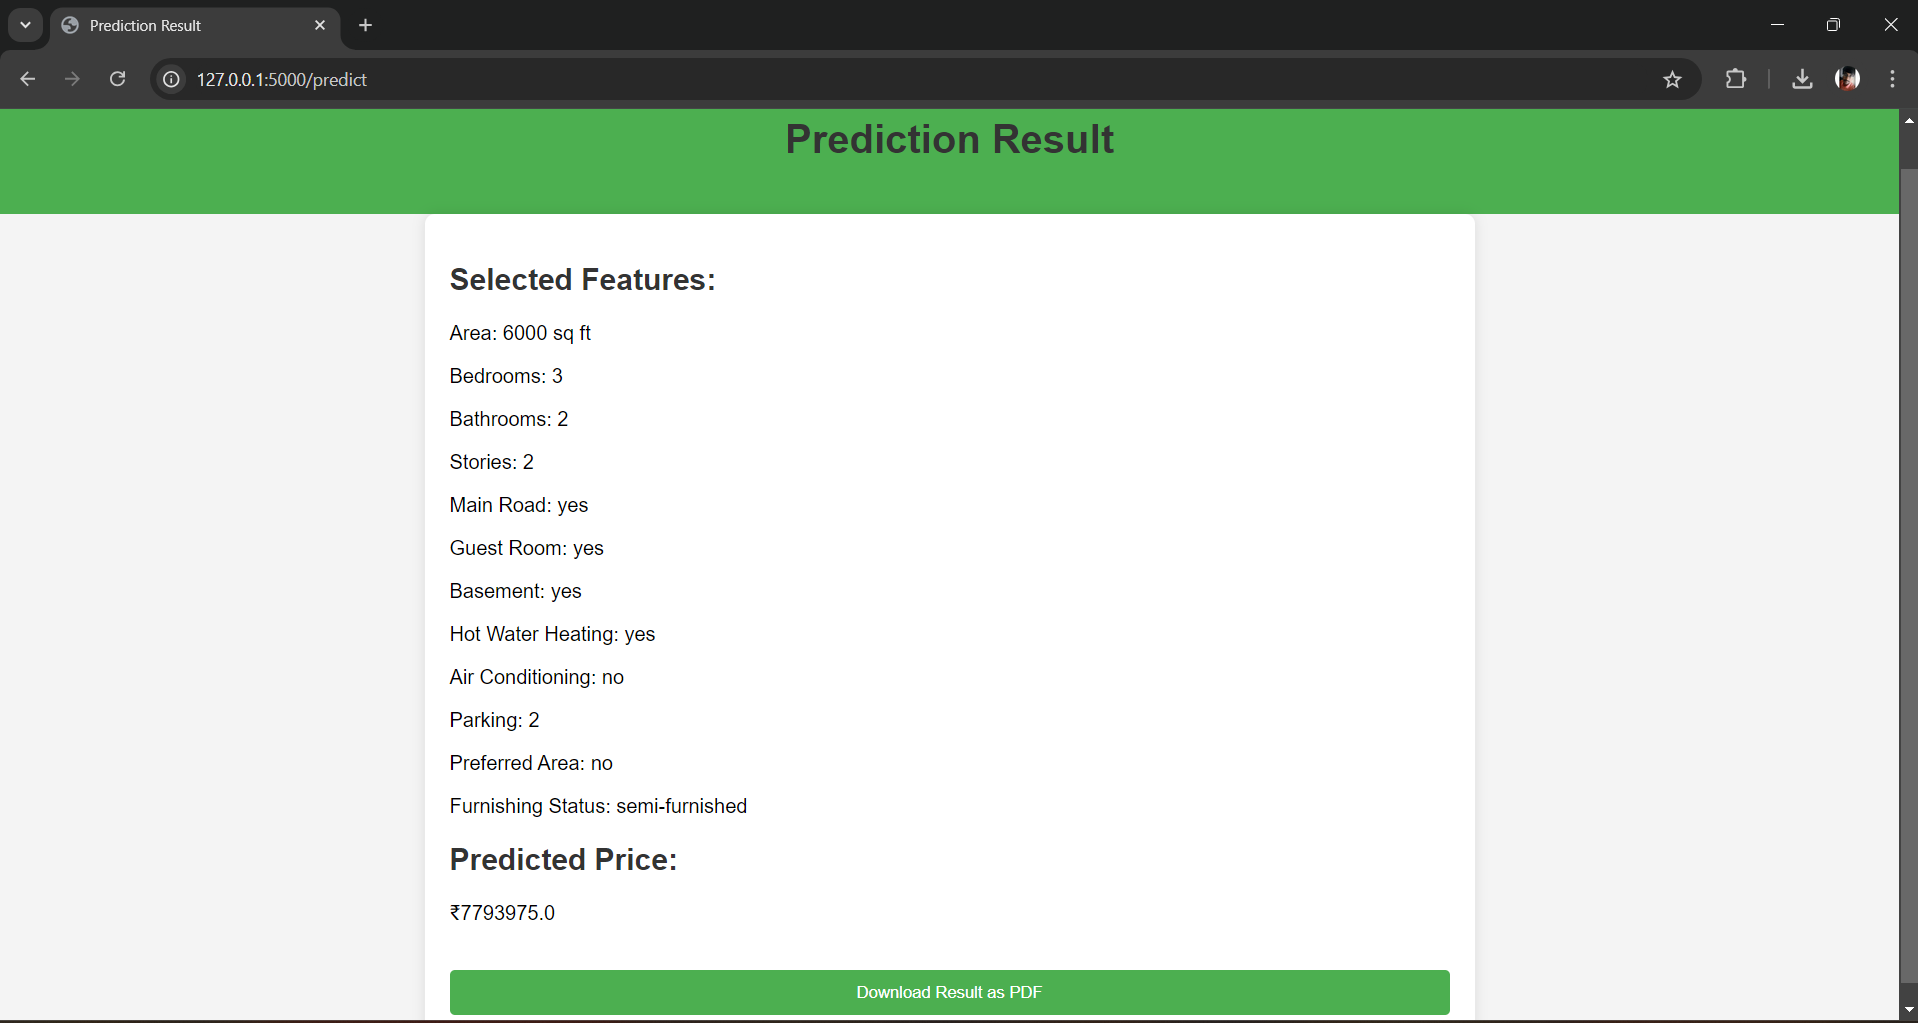 Prediction Result
127.0.0.1:5000/predict
Prediction Result
Selected Features:
Area: 6000 sq ft
Bedrooms: 3
Bathrooms: 2
Stories: 2
Main Road: yes
Guest Room: yes
Basement: yes
Hot Water Heating: yes
Air Conditioning: no
Parking: 2
Preferred Area: no
Furnishing Status: semi-furnished
Predicted Price:
₹7793975.0
Download Result as PDF